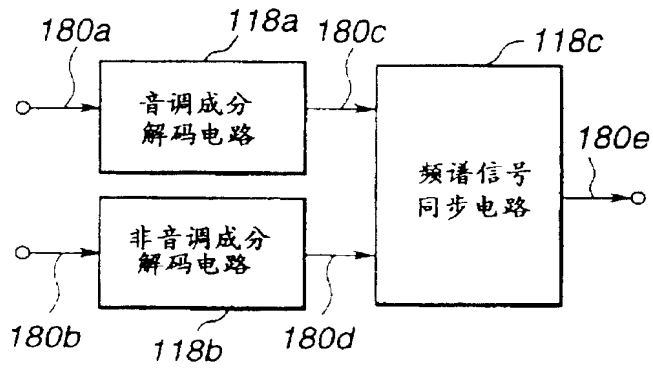 180a
118a
180c
118c
音调成分
解码电路
频谱信号
同步电路
180e
非音调成分
解码电路
180b
118b
180d